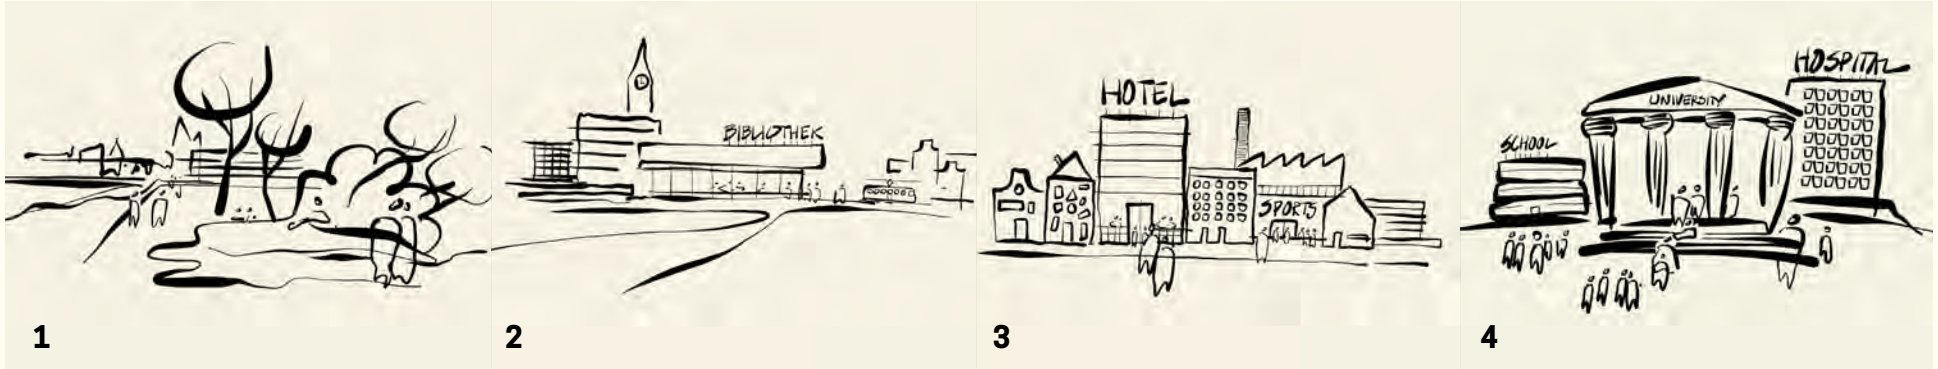 BIBLIOTHEK
HOTEL
SPORTS
SCHOOL
UNIVERSITY
HOSPITAL
1
2
3
4